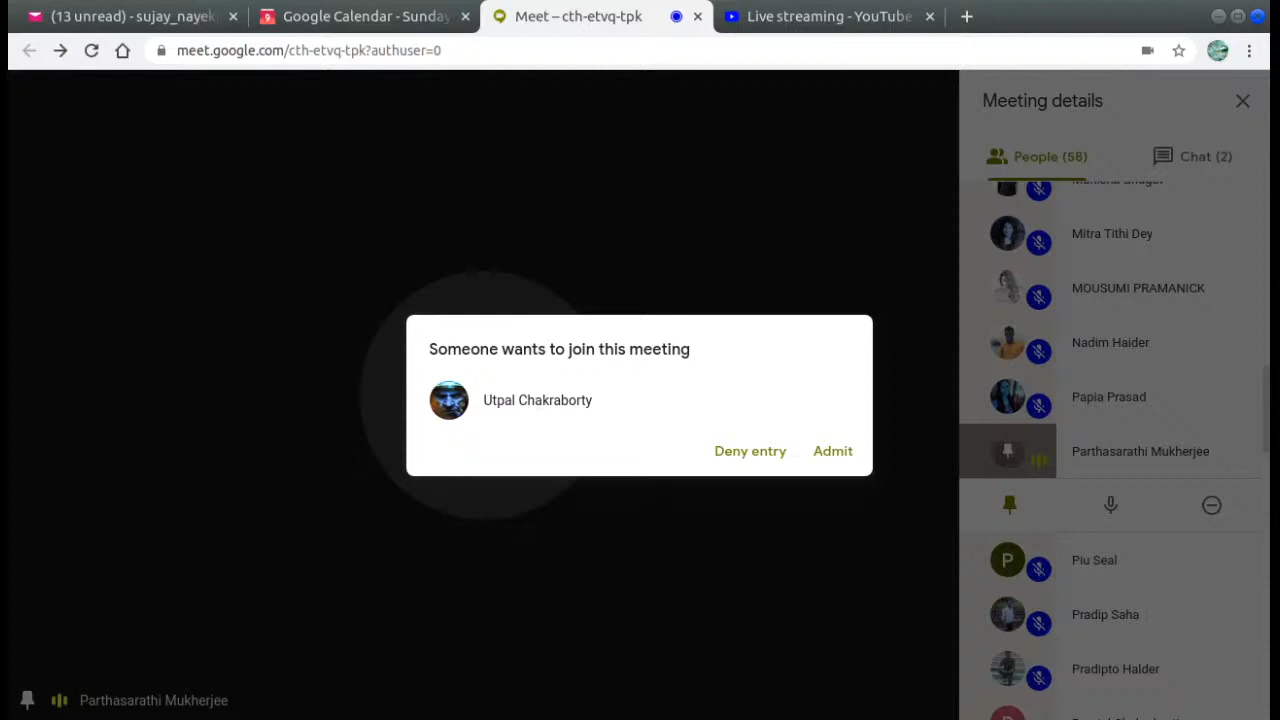 (13 unread) - sujay_nayek
Google Calendar - Sunday
Meet – cth-etvq-tpk
Live streaming - YouTube
meet.google.com/cth-etvq-tpk?authuser=0
Meeting details
People (58)
Chat (2)
Mitra Tithi Dey
MOUSUMI PRAMANICK
Nadim Haider
Papia Prasad
Parthasarathi Mukherjee
P
Piu Seal
Pradip Saha
Pradipto Halder
Someone wants to join this meeting
Utpal Chakraborty
Deny entry
Admit
Parthasarathi Mukherjee